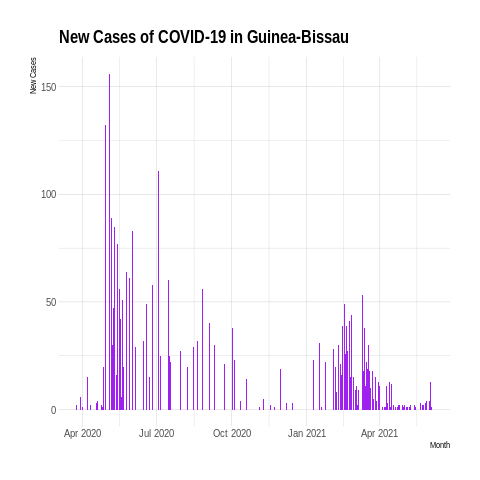 New Cases of COVID-19 in Guinea-Bissau
New Cases
150
100
50
0
Apr 2020 Jul 2020 Oct 2020 Jan 2021 Apr 2021
Month